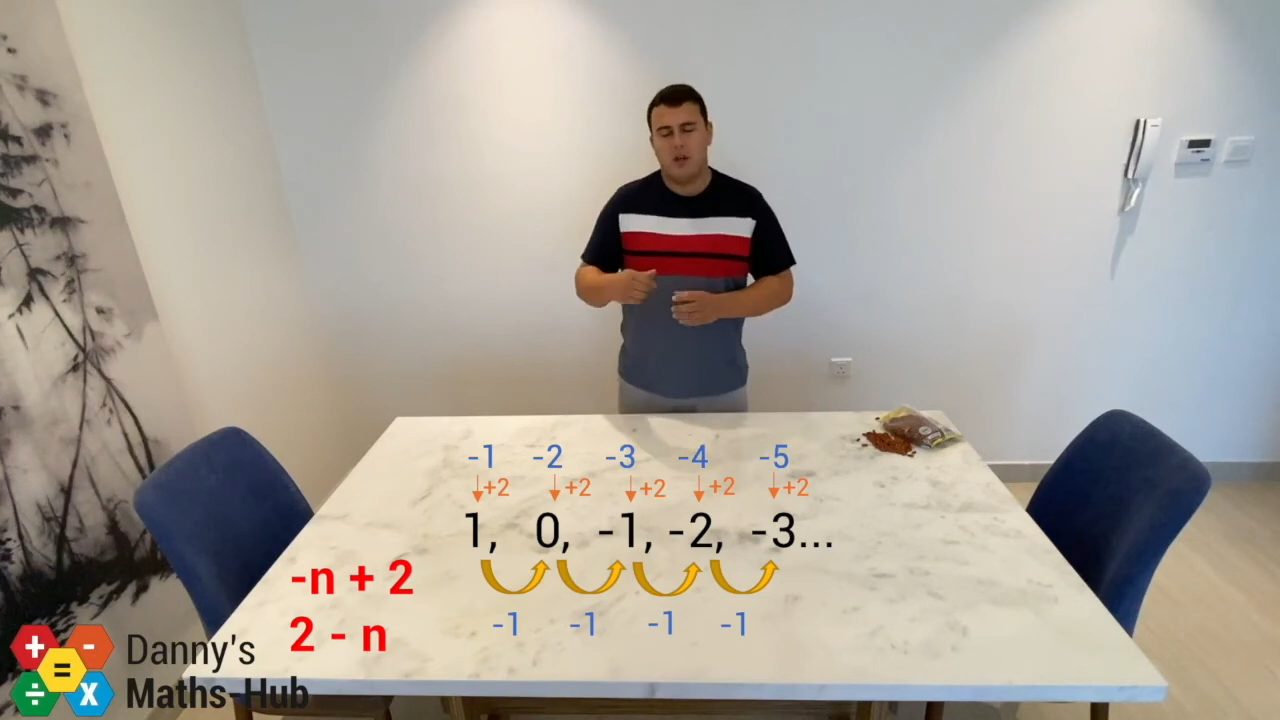 -1 -2 -3 -4 -5
+2 +2 +2 +2 +2
1, 0, -1, -2, -3...
-n + 2
-1 -1 -1 -1
2 - n
+ -
=
÷ x
Danny's
Maths-Hub